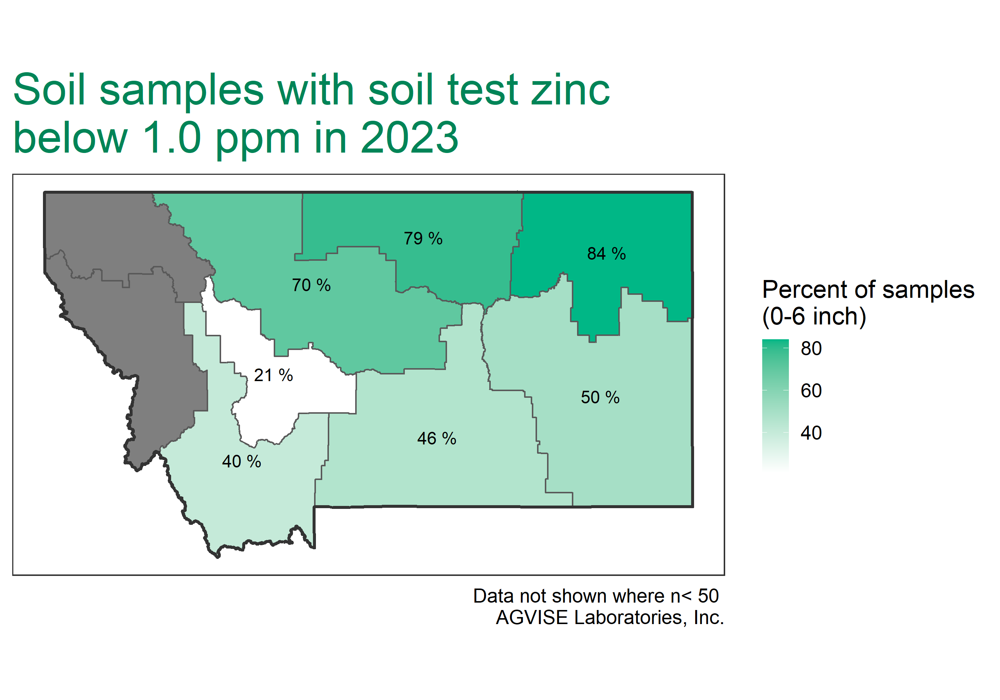 Soil samples with soil test zinc
below 1.0 ppm in 2023
79 %
84 %
70 %
21 %
50 %
46 %
40 %
Percent of samples
(0-6 inch)
80
60
40
Data not shown where n< 50
AGVISE Laboratories, Inc.